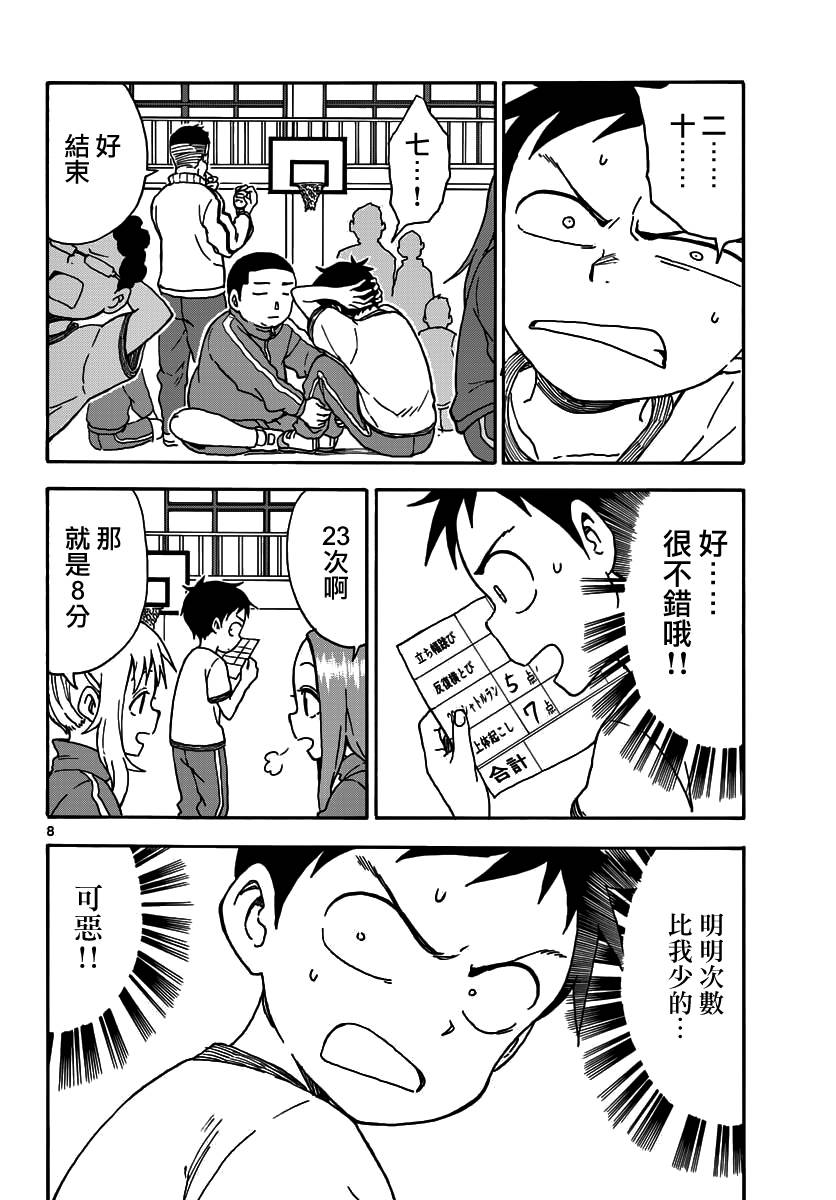 二……
十……
七…！
好
結束
好……
很不錯哦!!
立ち幅跳び
反復横とび
シャトルラン 5点
上体起こし 7点
合計
23次啊
那
就是8分
8
明明次數
比我少的…
可惡!!